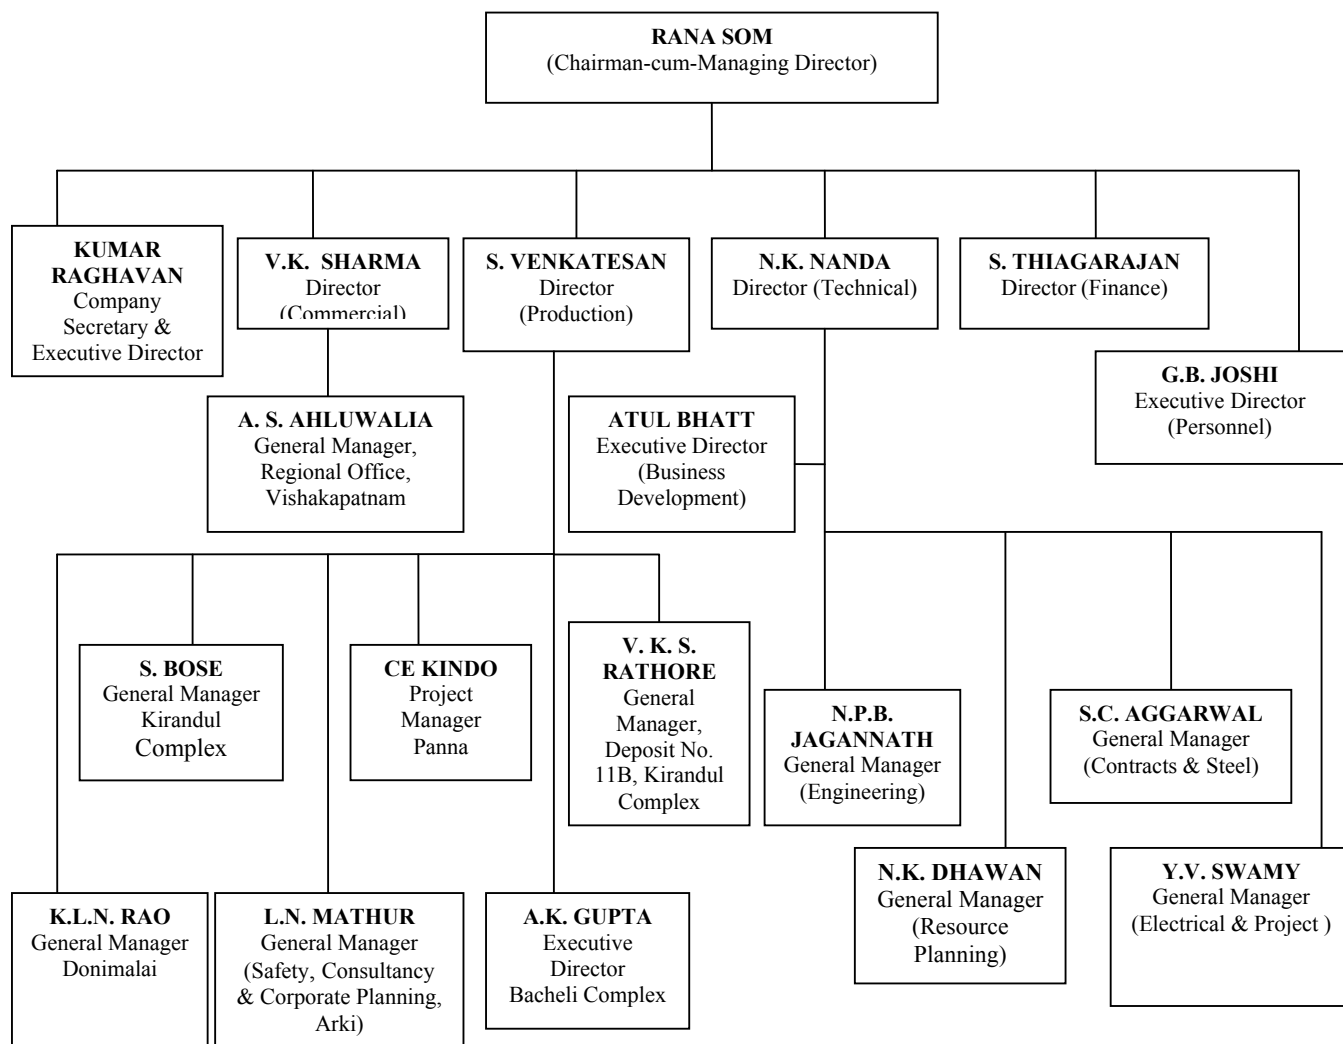 RANA SOM
(Chairman-cum-Managing Director)
KUMAR
RAGHAVAN
Company
Secretary &
Executive Director
V.K. SHARMA
Director
(Commercial)
S. VENKATESAN
Director
(Production)
N.K. NANDA
Director (Technical)
S. THIAGARAJAN
Director (Finance)
G.B. JOSHI
Executive Director
(Personnel)
A. S. AHLUWALIA
General Manager,
Regional Office,
Vishakapatnam
ATUL BHATT
Executive Director
(Business
Development)
S. BOSE
General Manager
Kirandul
Complex
CE KINDO
Project
Manager
Panna
V. K. S.
RATHORE
General
Manager,
Deposit No.
11B, Kirandul
Complex
N.P.B.
JAGANNATH
General Manager
(Engineering)
S.C. AGGARWAL
General Manager
(Contracts & Steel)
K.L.N. RAO
General Manager
Donimalai
L.N. MATHUR
General Manager
(Safety, Consultancy
& Corporate Planning,
Arki)
A.K. GUPTA
Executive
Director
Bacheli Complex
N.K. DHAWAN
General Manager
(Resource
Planning)
Y.V. SWAMY
General Manager
(Electrical & Project )